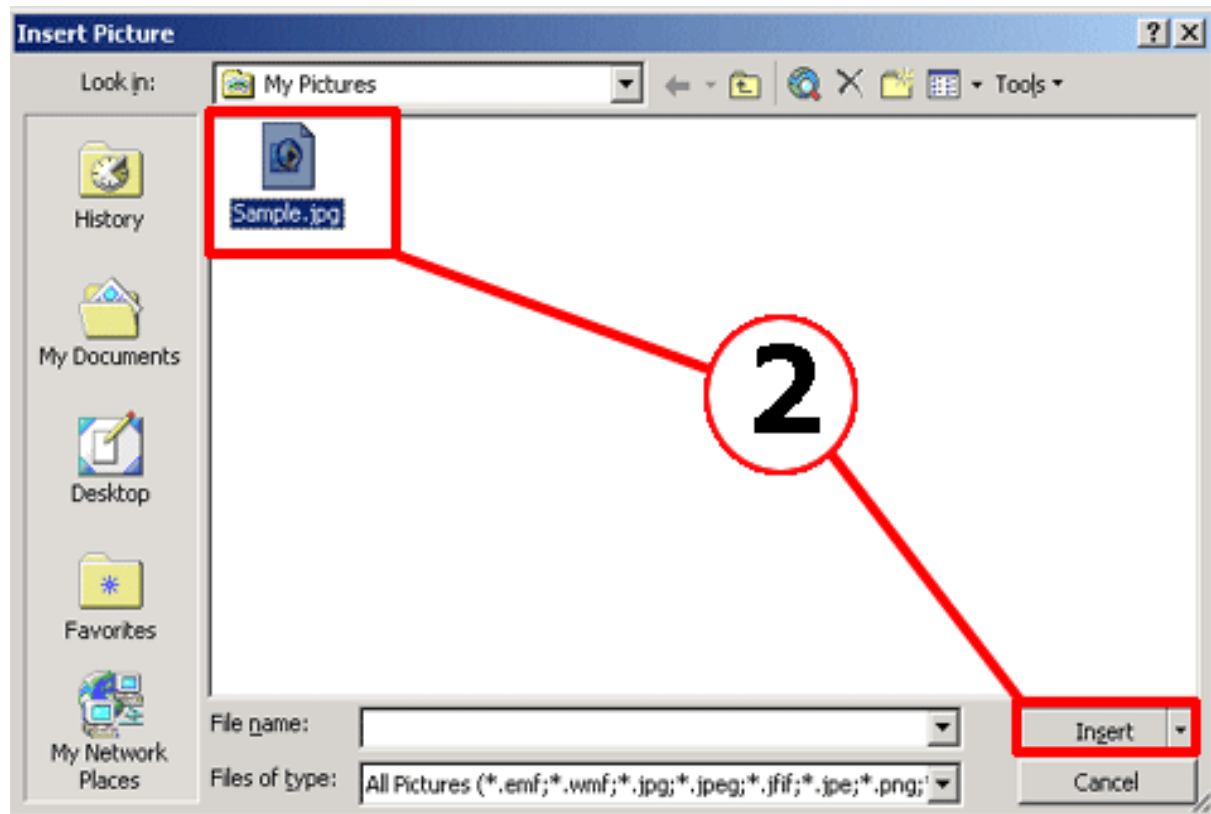 Insert Picture
Look in:
My Pictures
Tools
History
Sample.jpg
My Documents
2
Desktop
Favorites
My Network
Places
File name:
Insert
Files of type:
All Pictures (*.emf;*.wmf;*.jpg;*.jpeg;*.jfif;*.jpe;*.png;
Cancel